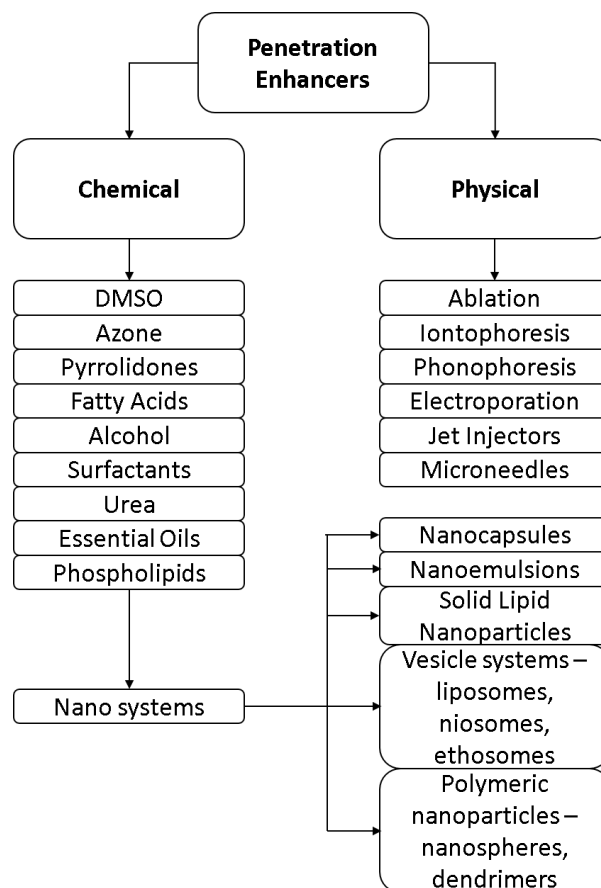 Penetration
Enhancers
Chemical
Physical
DMSO
Azone
Pyrrolidones
Fatty Acids
Alcohol
Surfactants
Urea
Essential Oils
Phospholipids
Nano systems
Ablation
Iontophoresis
Phonophoresis
Electroporation
Jet Injectors
Microneedles
Nanocapsules
Nanoemulsions
Solid Lipid
Nanoparticles
Vesicle systems –
liposomes,
niosomes,
ethosomes
Polymeric
nanoparticles –
nanospheres,
dendrimers